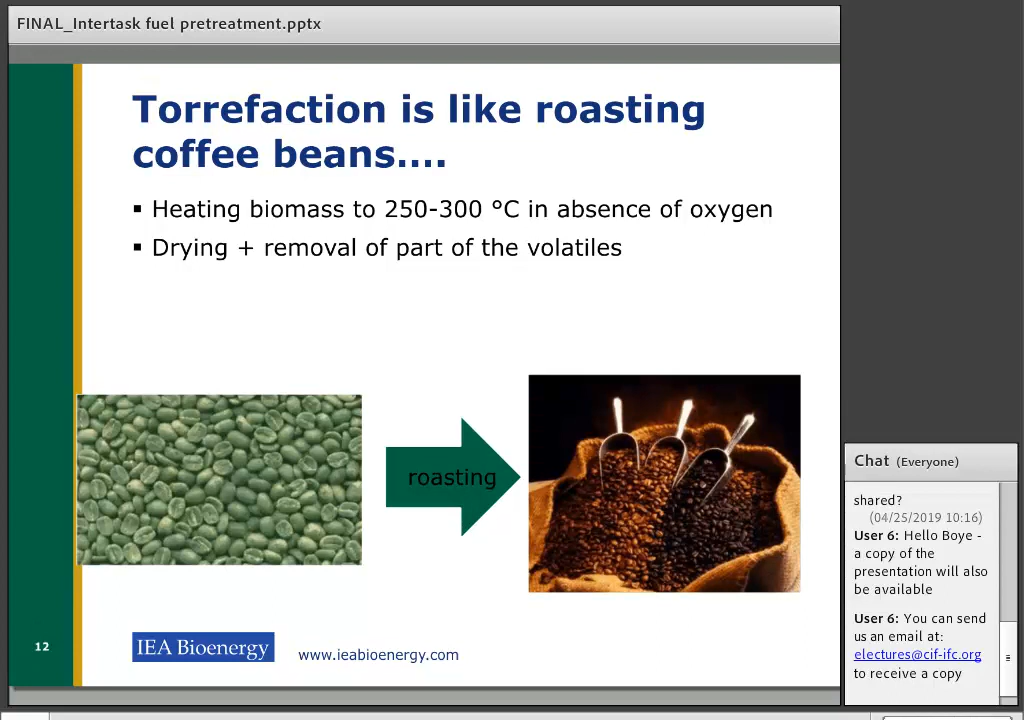 FINAL_Intertask fuel pretreatment.pptx
Torrefaction is like roasting
coffee beans....
▪ Heating biomass to 250-300 °C in absence of oxygen
▪ Drying + removal of part of the volatiles
roasting
12
IEA Bioenergy
www.ieabioenergy.com
Chat (Everyone)
shared?
(04/25/2019 10:16)
User 6: Hello Boye -
a copy of the
presentation will also
be available
User 6: You can send
us an email at:
electures@cif-ifc.org
to receive a copy